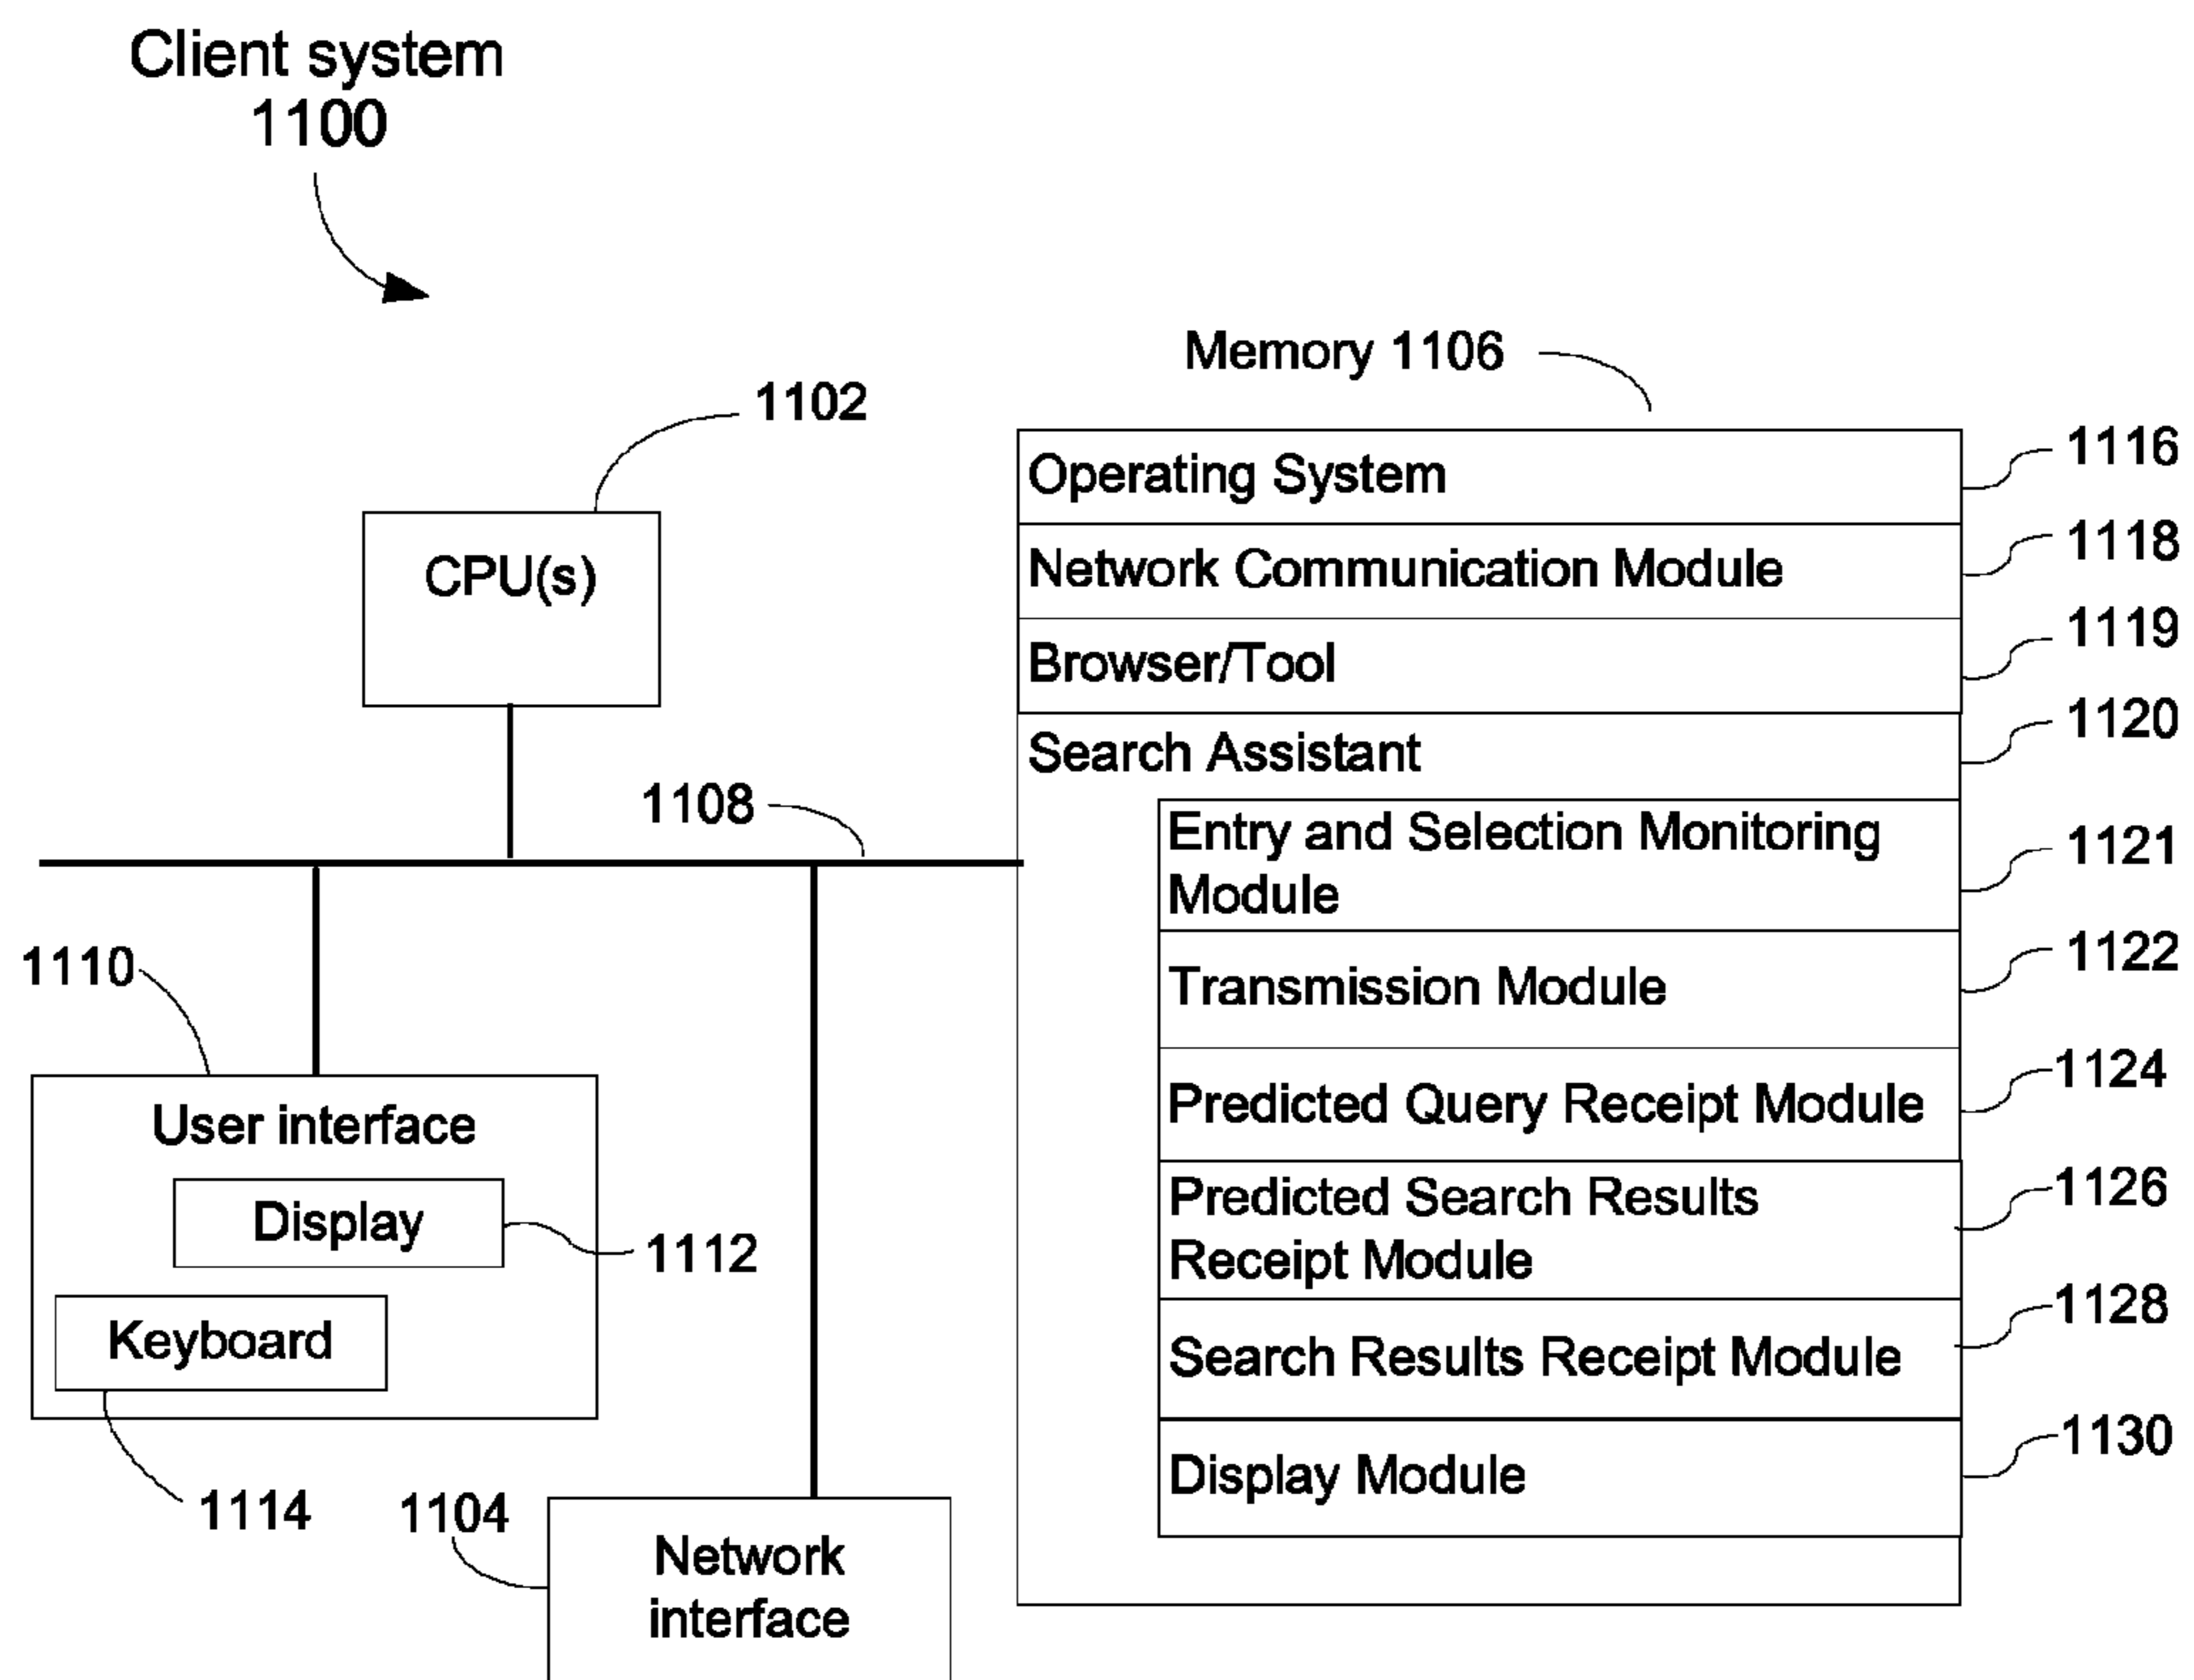 Client system
1100
Memory 1106
1102
CPU(s)
1108
1110
User interface
Display
1112
Keyboard
1114
1104
Network
interface
Operating System
1116
Network Communication Module
1118
Browser/Tool
1119
Search Assistant
1120
Entry and Selection Monitoring
Module
1121
Transmission Module
1122
Predicted Query Receipt Module
1124
Predicted Search Results
Receipt Module
1126
Search Results Receipt Module
1128
Display Module
1130